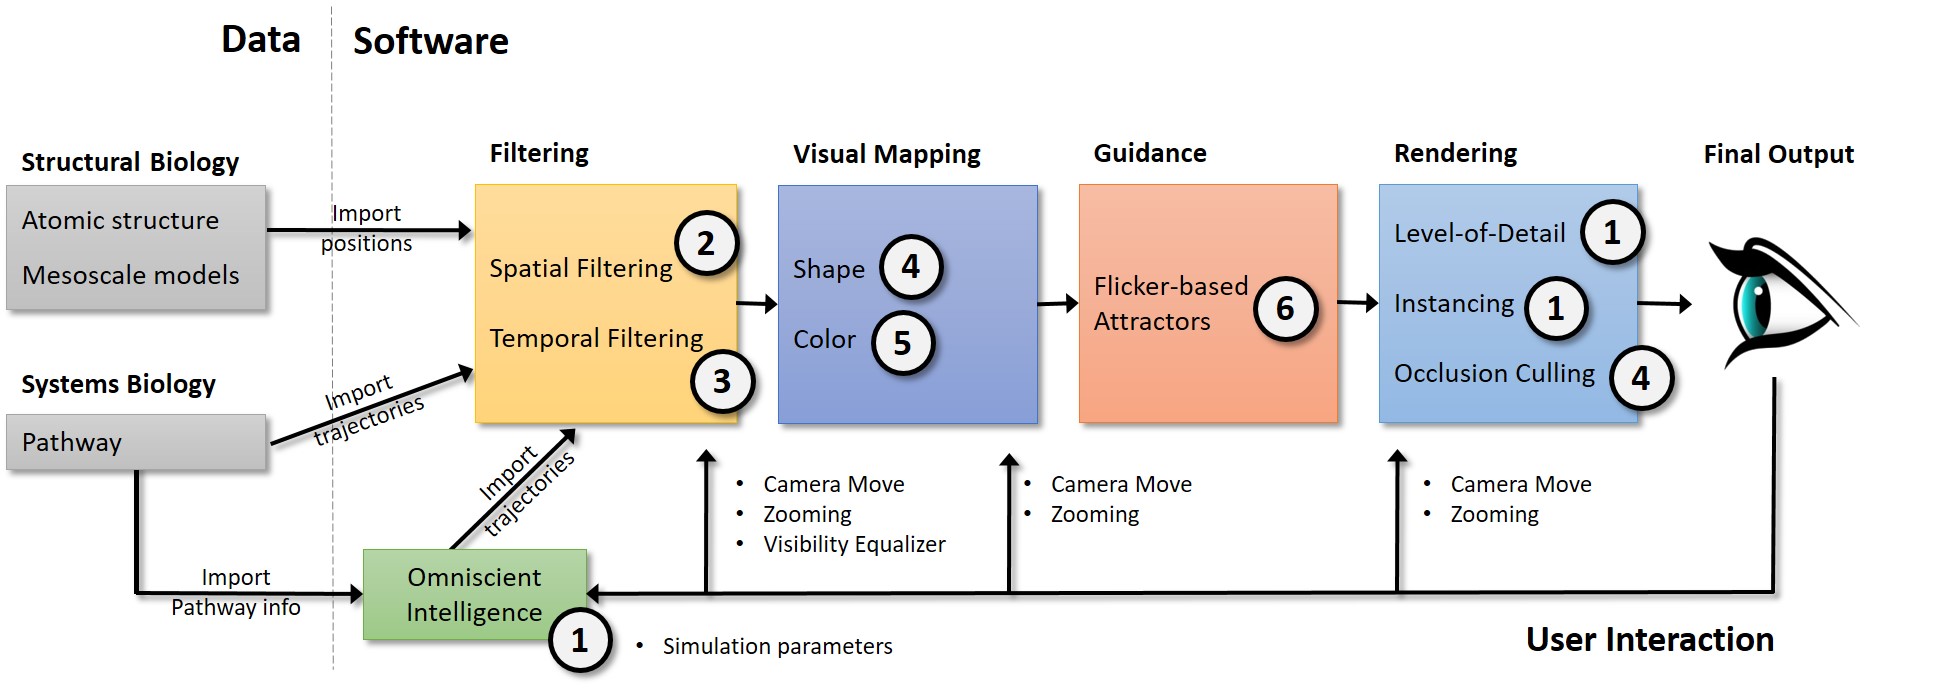 Data
Software
Structural Biology
Atomic structure
Mesoscale models
Systems Biology
Pathway
Import
positions
Import
trajectories
Import
Pathway info
Import
trajectories
Omniscient
Intelligence
1
• Simulation parameters
Filtering
Spatial Filtering
2
Temporal Filtering
3
Visual Mapping
Shape
4
Color
5
Guidance
Flicker-based
Attractors
6
Rendering
Level-of-Detail
1
Instancing
1
Occlusion Culling
4
Final Output
• Camera Move
• Zooming
• Visibility Equalizer
• Camera Move
• Zooming
• Camera Move
• Zooming
User Interaction